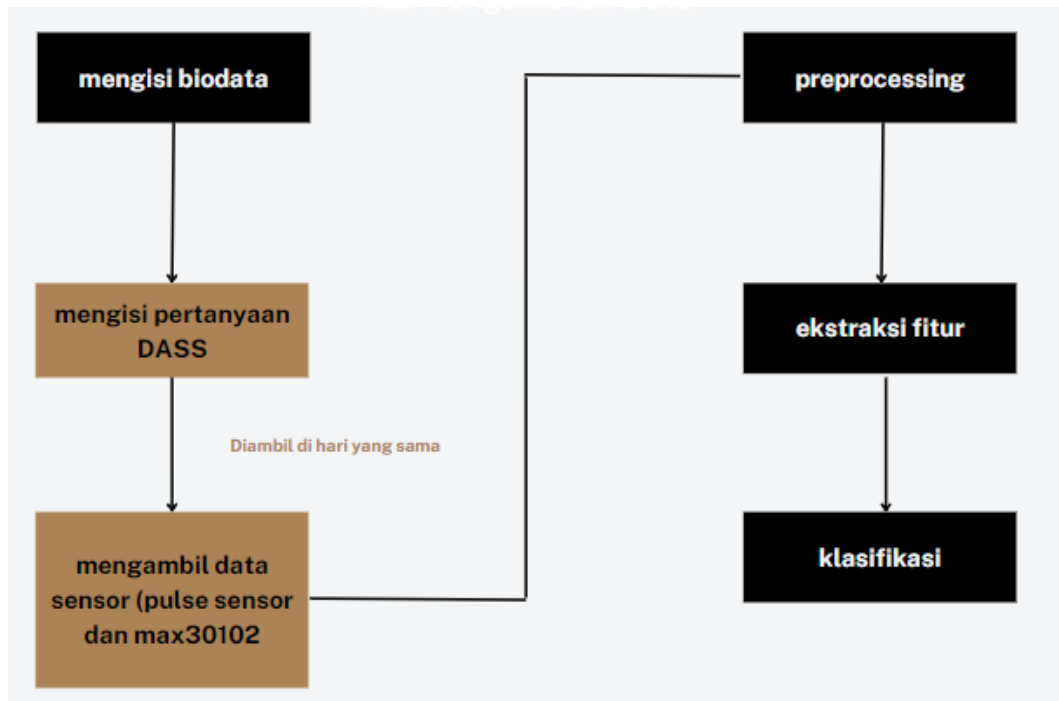 mengisi biodata
mengisi pertanyaan
DASS
Diambil di hari yang sama
mengambil data
sensor (pulse sensor
dan max30102
preprocessing
ekstraksi fitur
klasifikasi